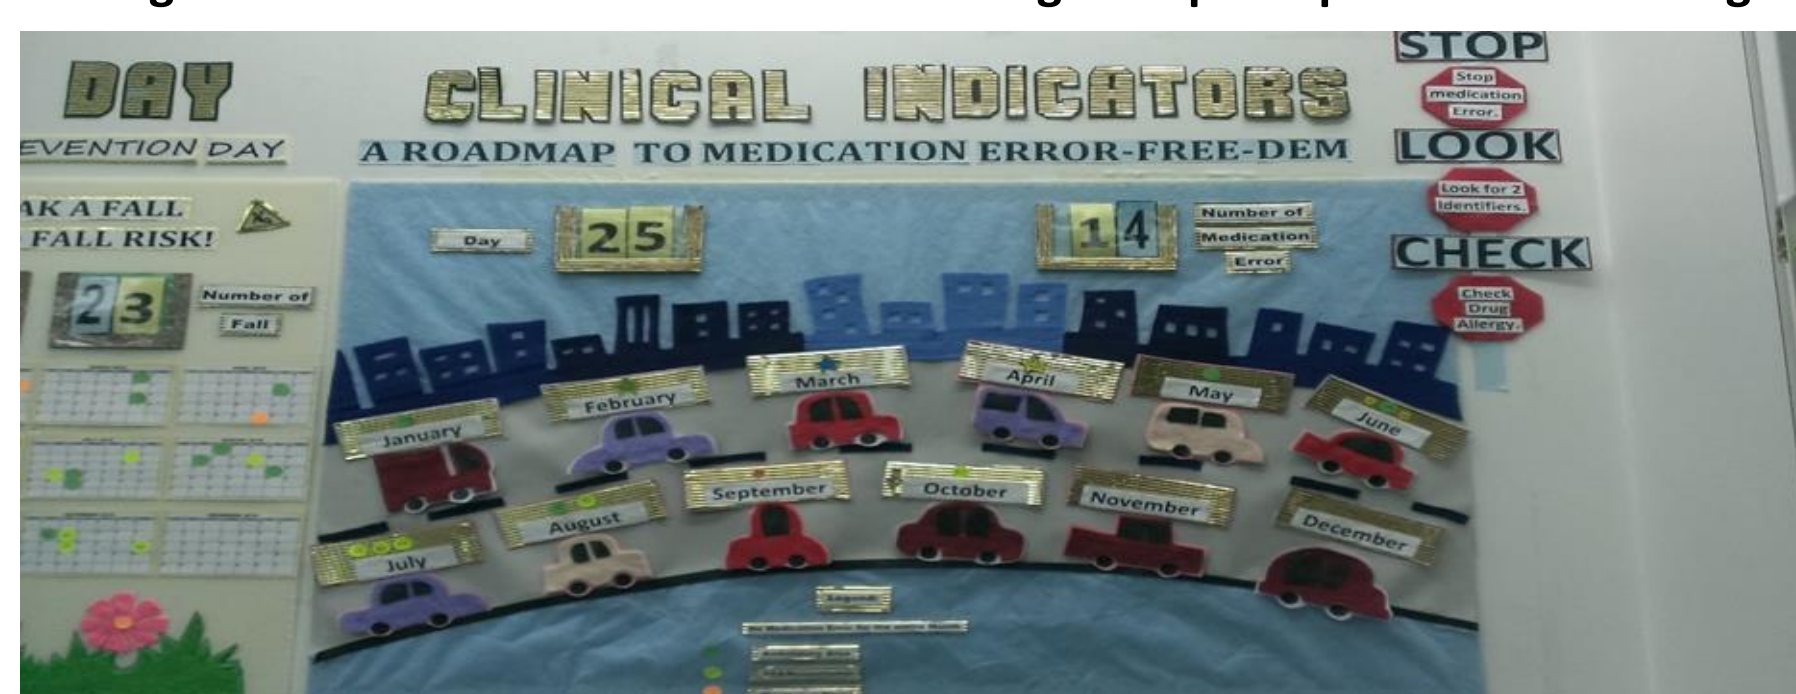 DAY
EVENTION DAY
AK A FALL
FALL RISK!
23
Number of
Fall
CLINICAL INDICATORS
A ROADMAP TO MEDICATION ERROR-FREE-DEM
Day
25
14
Number of
Medication
Error
January
February
March
April
May
June
July
August
September
October
November
December
Legend
STOP
Stop
medication
Error.
LOOK
Look for 2
Identifiers.
CHECK
Check
Drug
Allergy.